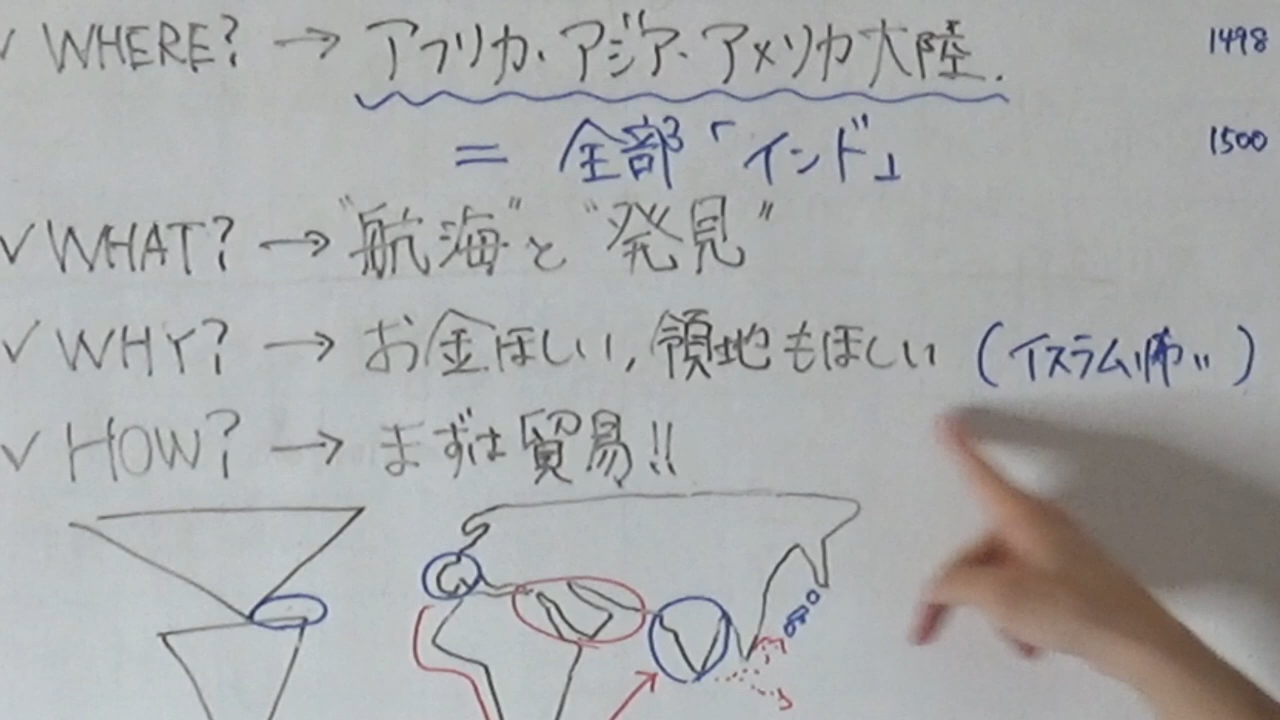 ✓ WHERE? → アフリカ・アジア・アメリカ大陸.
1498
= 全部「インド」
1500
✓ WHAT? → "航海"と"発見"
✓ WHY? → お金ほしい, 領地もほしい (イスラム怖い)
✓ HOW? → まずは貿易!!